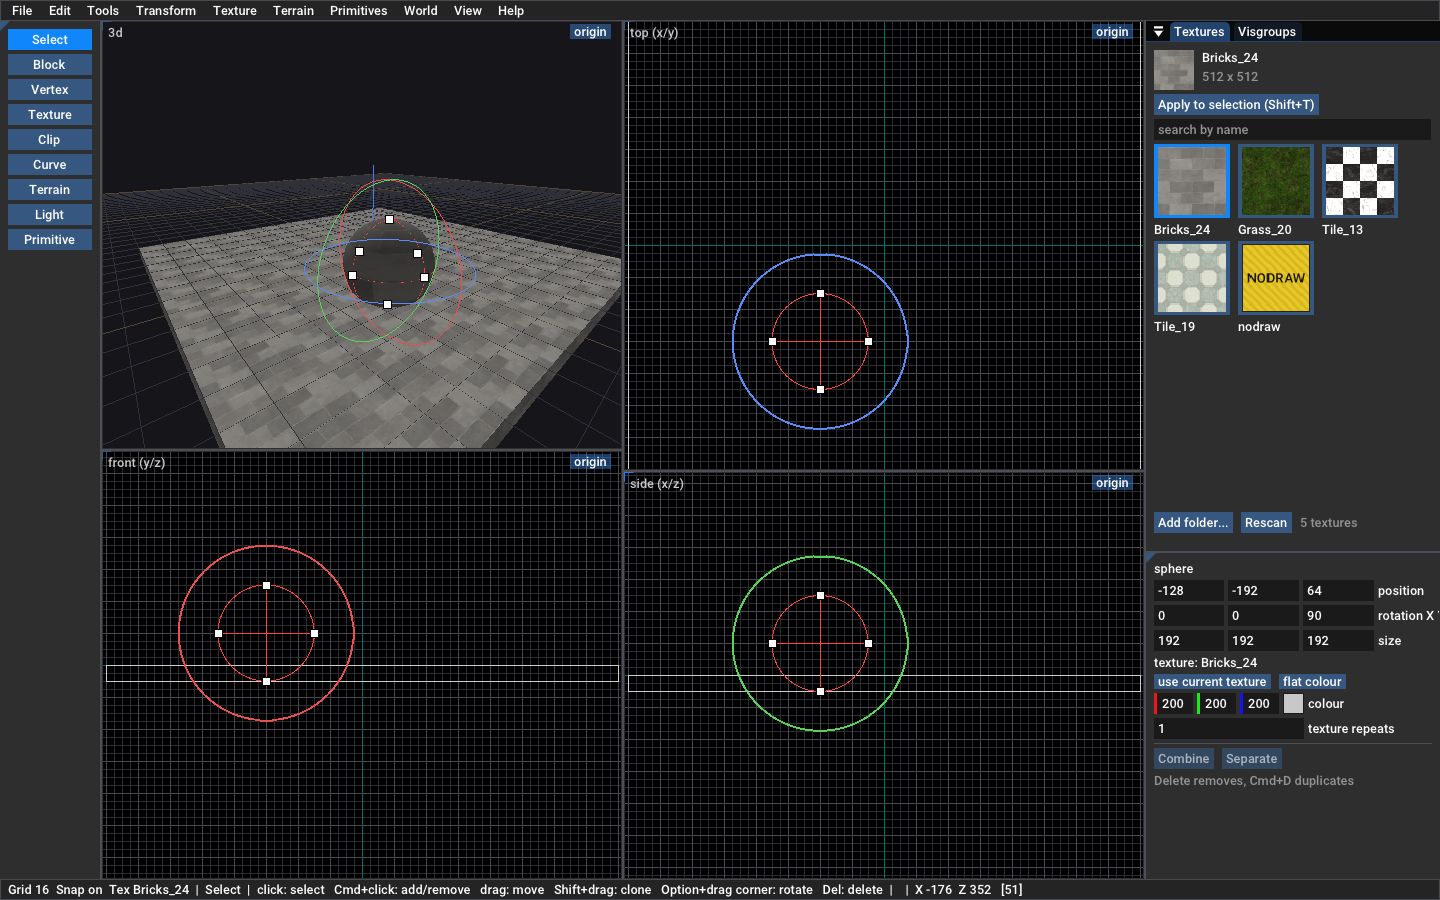 File Edit Tools Transform Texture Terrain Primitives World View Help
Select
Block
Vertex
Texture
Clip
Curve
Terrain
Light
Primitive
3d origin
top (x/y) origin
front (y/z) origin
side (x/z) origin
Textures Visgroups
Bricks_24
512 x 512
Apply to selection (Shift+T)
search by name
Bricks_24 Grass_20 Tile_13
NODRAW
Tile_19 nodraw
Add folder... Rescan 5 textures
sphere
-128 -192 64 position
0 0 90 rotation X
192 192 192 size
texture: Bricks_24
use current texture flat colour
200 200 200 colour
1 texture repeats
Combine Separate
Delete removes, Cmd+D duplicates
Grid 16 Snap on Tex Bricks_24 | Select | click: select Cmd+click: add/remove drag: move Shift+drag: clone Option+drag corner: rotate Del: delete | | X -176 Z 352 [51]